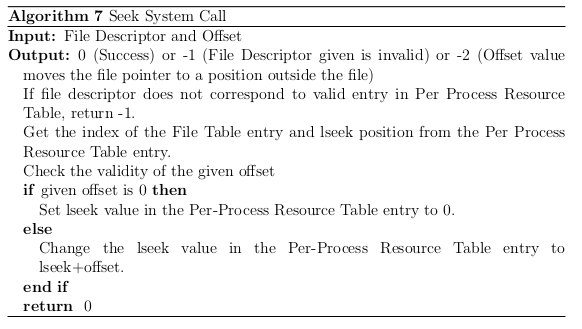 Algorithm 7 Seek System Call
Input: File Descriptor and Offset
Output: 0 (Success) or -1 (File Descriptor given is invalid) or -2 (Offset value
moves the file pointer to a position outside the file)
If file descriptor does not correspond to valid entry in Per Process Resource
Table, return -1.
Get the index of the File Table entry and lseek position from the Per Process
Resource Table entry.
Check the validity of the given offset
if given offset is 0 then
Set lseek value in the Per-Process Resource Table entry to 0.
else
Change the lseek value in the Per-Process Resource Table entry to
lseek+offset.
end if
return 0